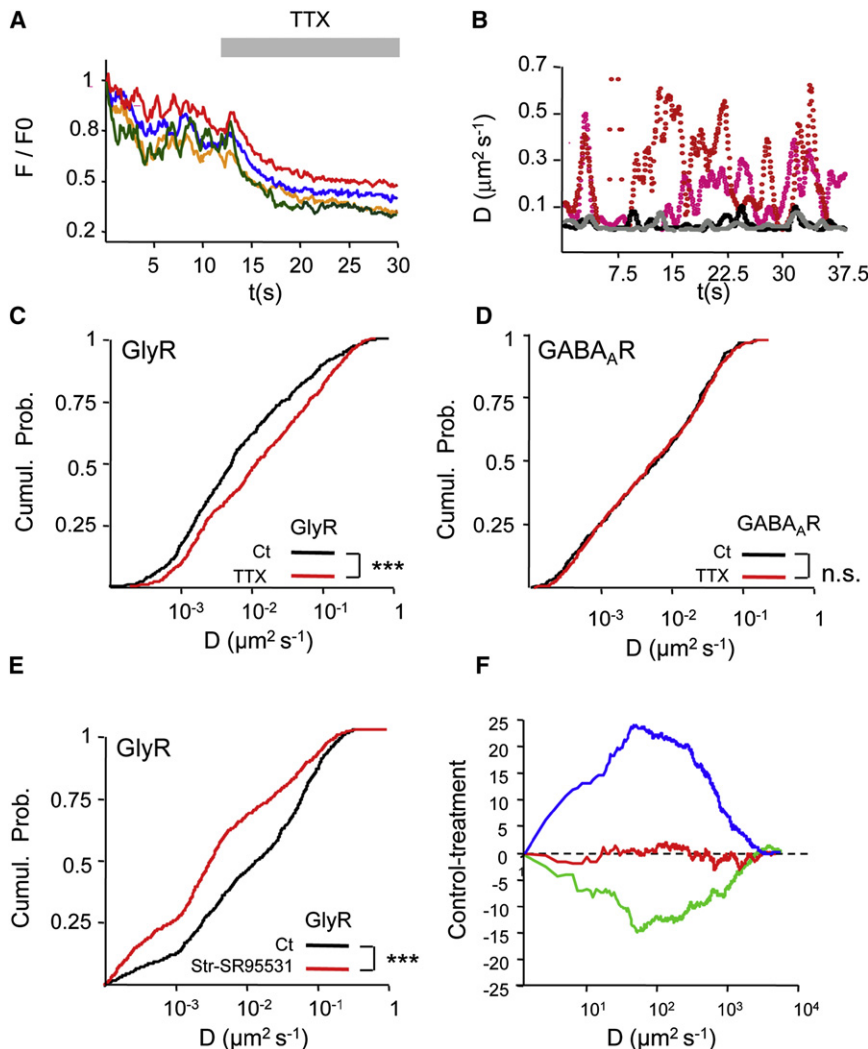 A
TTX
F / F0
1
0.8
0.5
0.2
5 10 15 20 25 30
t(s)
B
D (μm² s⁻¹)
0.7
0.5
0.3
0.1
7.5 15 22.5 30 37.5
t(s)
C
GlyR
Cumul. Prob.
1
0.75
0.5
0.25
GlyR
Ct
TTX
***
10⁻³ 10⁻² 10⁻¹ 1
D (μm² s⁻¹)
D
GABA_AR
Cumul. Prob.
1
0.75
0.5
0.25
GABA_AR
Ct
TTX
n.s.
10⁻³ 10⁻² 10⁻¹ 1
D (μm² s⁻¹)
E
GlyR
Cumul. Prob.
1
0.75
0.5
0.25
GlyR
Ct
Str-SR95531
***
10⁻³ 10⁻² 10⁻¹ 1
D (μm² s⁻¹)
F
Control-treatment
25
20
15
10
5
0
-5
-10
-15
-25
10¹ 10² 10³ 10⁴
D (μm² s⁻¹)